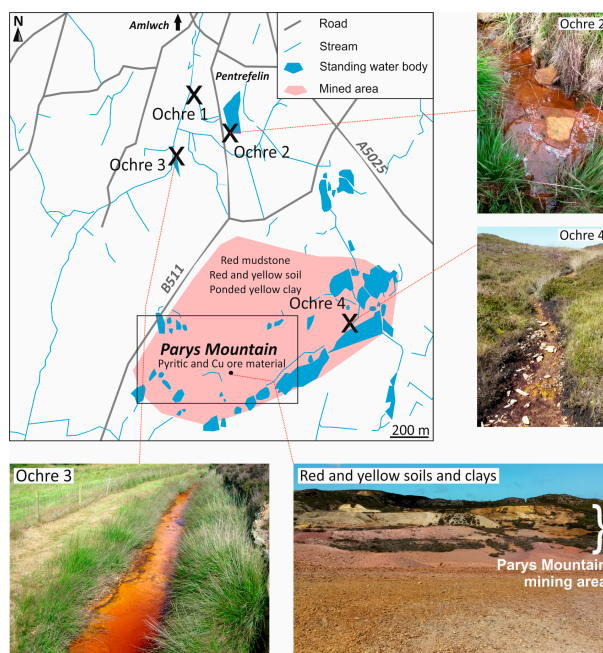 N
Amlwch
Road
Stream
Standing water body
Mined area
Pentrefelin
Ochre 1
Ochre 2
Ochre 3
A5025
B511
Red mudstone
Red and yellow soil
Ponded yellow clay
Ochre 4
Parys Mountain
Pyritic and Cu ore material
200 m
Ochre 2
Ochre 4
Ochre 3
Red and yellow soils and clays
Parys Mountain
mining area